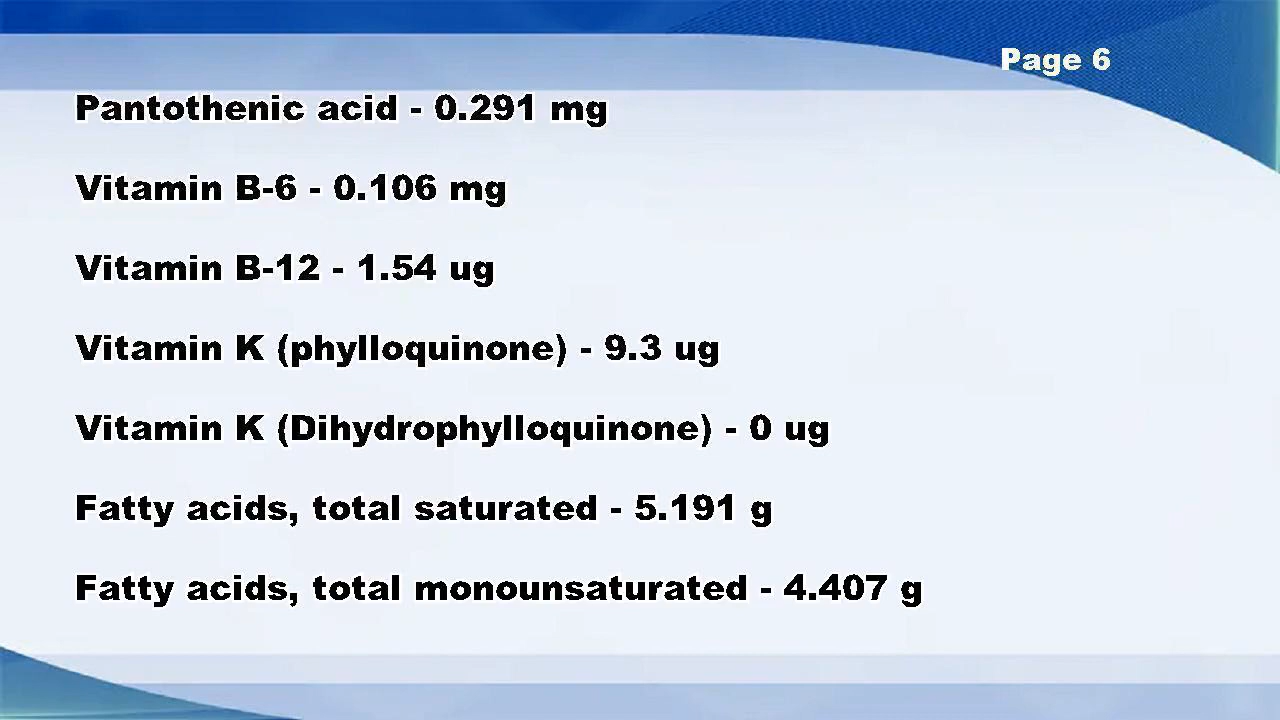 Page 6
Pantothenic acid - 0.291 mg
Vitamin B-6 - 0.106 mg
Vitamin B-12 - 1.54 ug
Vitamin K (phylloquinone) - 9.3 ug
Vitamin K (Dihydrophylloquinone) - 0 ug
Fatty acids, total saturated - 5.191 g
Fatty acids, total monounsaturated - 4.407 g